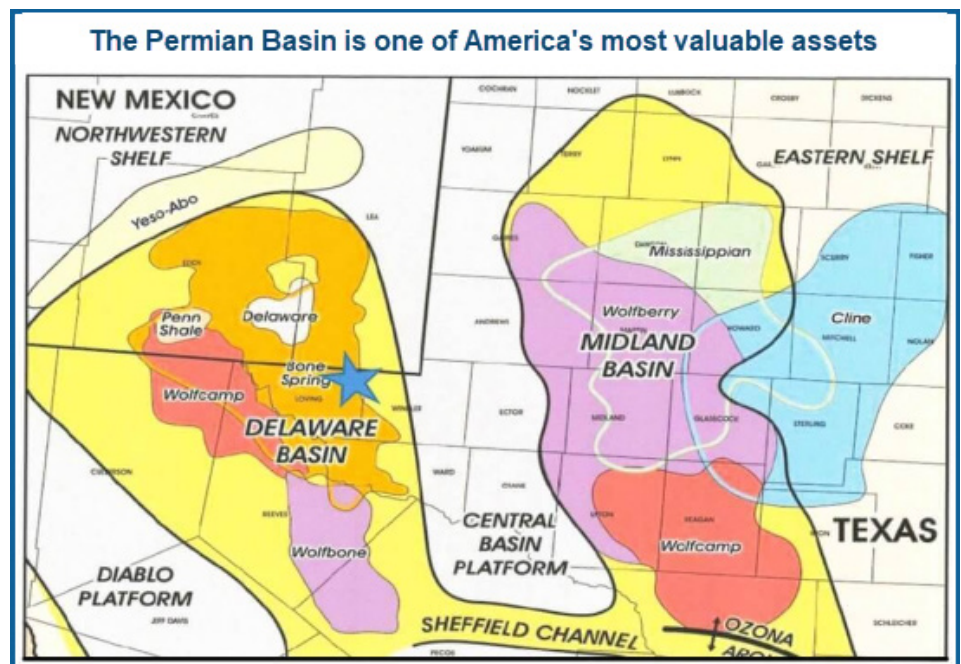 The Permian Basin is one of America's most valuable assets
NEW MEXICO
NORTHWESTERN
SHELF
Yeso-Abo
LEA
EDDY
Penn
Shale
Delaware
Bone
Spring
Wolfcamp
LOVING
WINKLER
DELAWARE
BASIN
CULBERSON
REEVES
WARD
Wolfbone
DIABLO
PLATFORM
JEFF DAVIS
PECOS
CENTRAL
BASIN
PLATFORM
SHEFFIELD CHANNEL
COCHRAN
HOCKLEY
LUBBOCK
CROSBY
DICKENS
YOAKUM
TERRY
LYNN
EASTERN SHELF
GAINES
DAWSON
Mississippian
SCURRY
FISHER
ANDREWS
Wolfberry
MARTIN
HOWARD
Cline
MITCHELL
NOLAN
MIDLAND
BASIN
ECTOR
MIDLAND
GLASSCOCK
STERLING
COKE
CRANE
UPTON
REAGAN
Wolfcamp
TEXAS
OZONA
SCHLEICHER